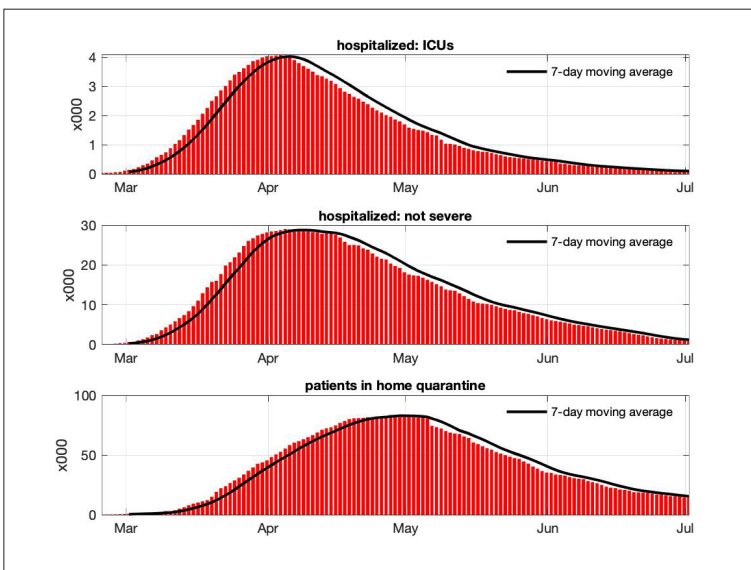 hospitalized: ICUs
4
3
2
1
0
x000
7-day moving average
Mar Apr May Jun Jul
hospitalized: not severe
30
20
10
0
x000
7-day moving average
Mar Apr May Jun Jul
patients in home quarantine
100
50
0
x000
7-day moving average
Mar Apr May Jun Jul